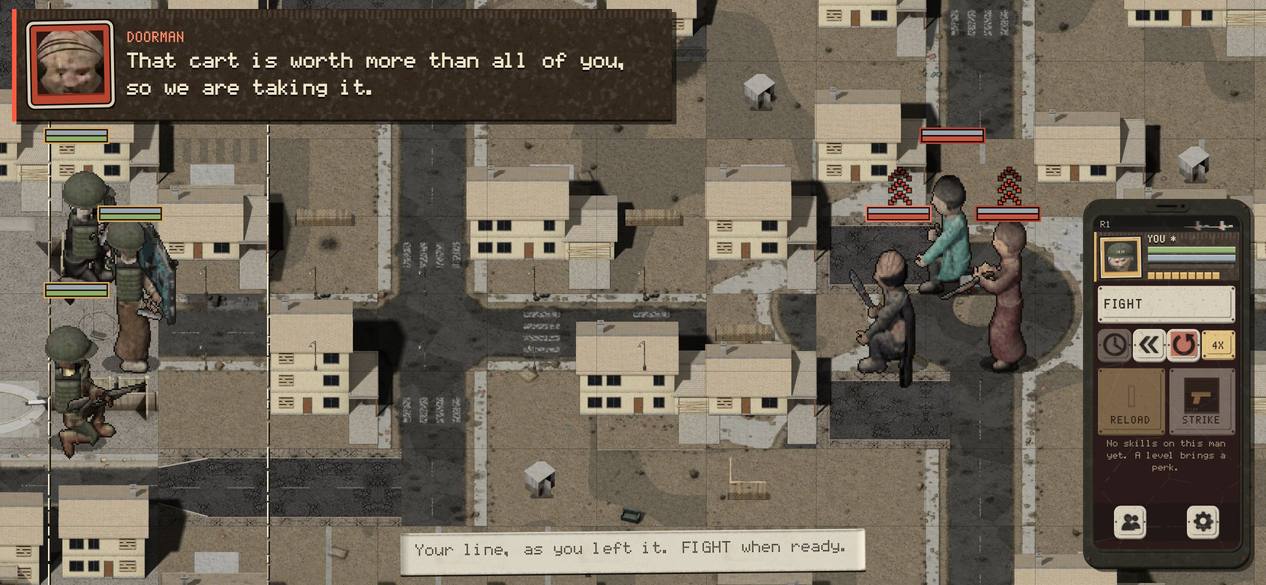 DOORMAN
That cart is worth more than all of you,
so we are taking it.
R1
YOU *
FIGHT
4X
RELOAD
STRIKE
No skills on this man
yet. A level brings a
perk.
Your line, as you left it. FIGHT when ready.